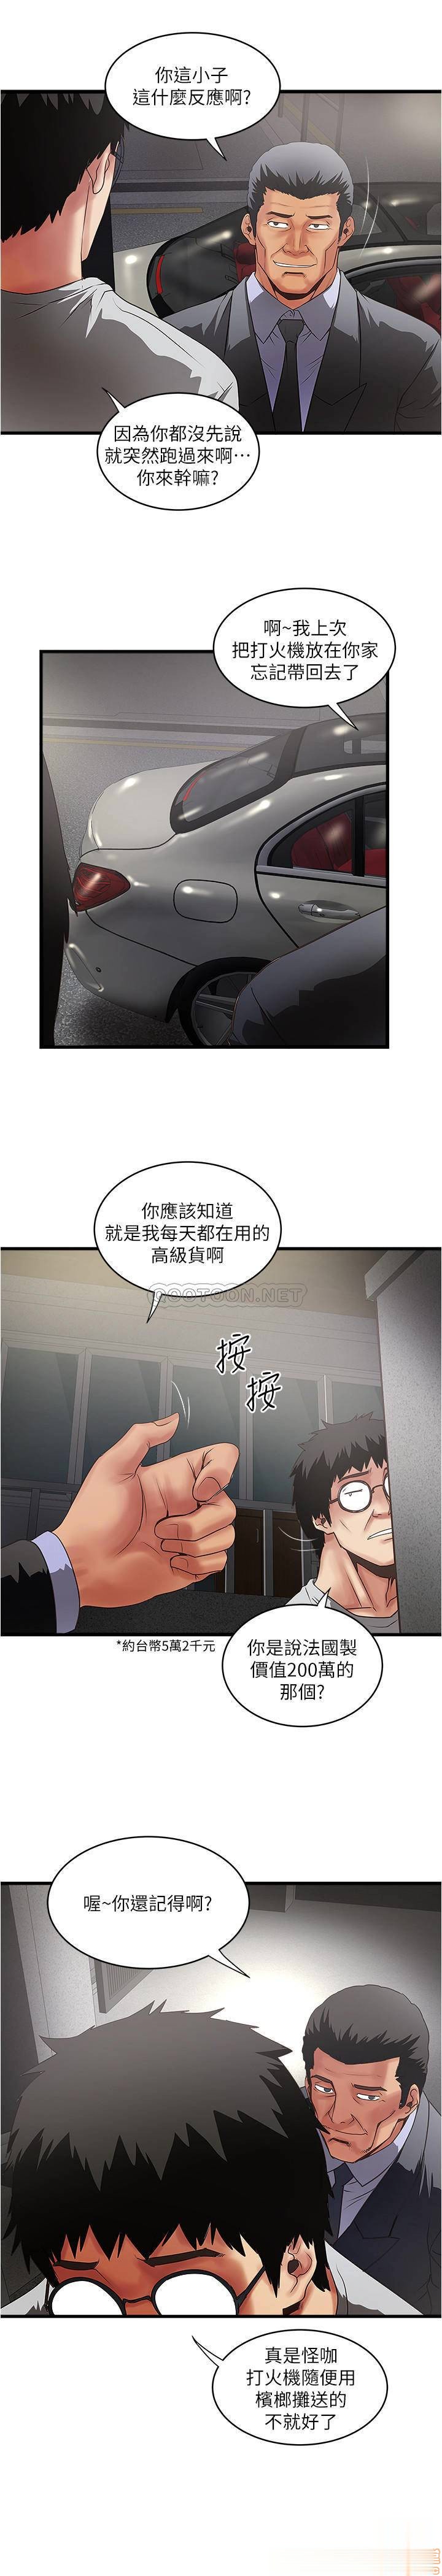 你這小子
這什麼反應啊?
因為你都沒先說
就突然跑過來啊⋯
你來幹嘛?
啊~我上次
把打火機放在你家
忘記帶回去了
你應該知道
就是我每天都在用的
高級貨啊
QOOTOON.NET
按
按
*約台幣5萬2千元
你是說法國製
價值200萬的
那個?
喔~你還記得啊?
真是怪咖
打火機隨便用
檳榔攤送的
不就好了